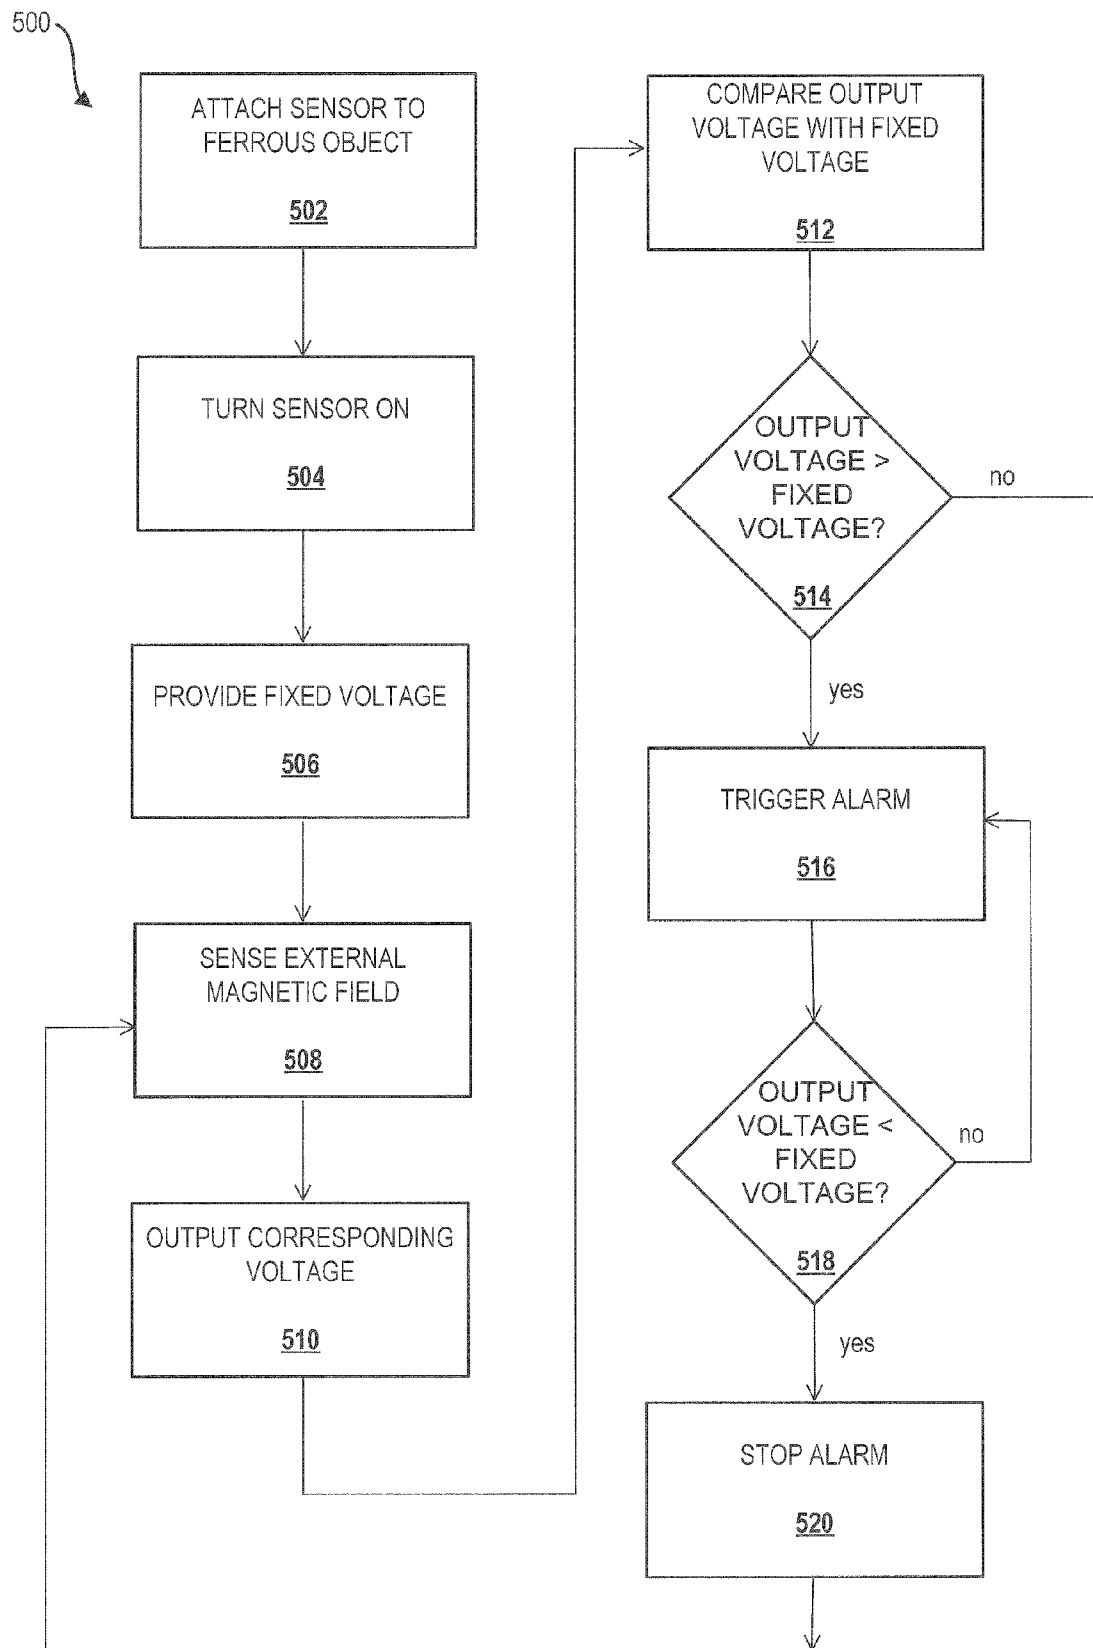 500
ATTACH SENSOR TO
FERROUS OBJECT
502
TURN SENSOR ON
504
PROVIDE FIXED VOLTAGE
506
SENSE EXTERNAL
MAGNETIC FIELD
508
OUTPUT CORRESPONDING
VOLTAGE
510
COMPARE OUTPUT
VOLTAGE WITH FIXED
VOLTAGE
512
OUTPUT
VOLTAGE >
FIXED
VOLTAGE?
514
no
yes
TRIGGER ALARM
516
OUTPUT
VOLTAGE <
FIXED
VOLTAGE?
518
no
yes
STOP ALARM
520